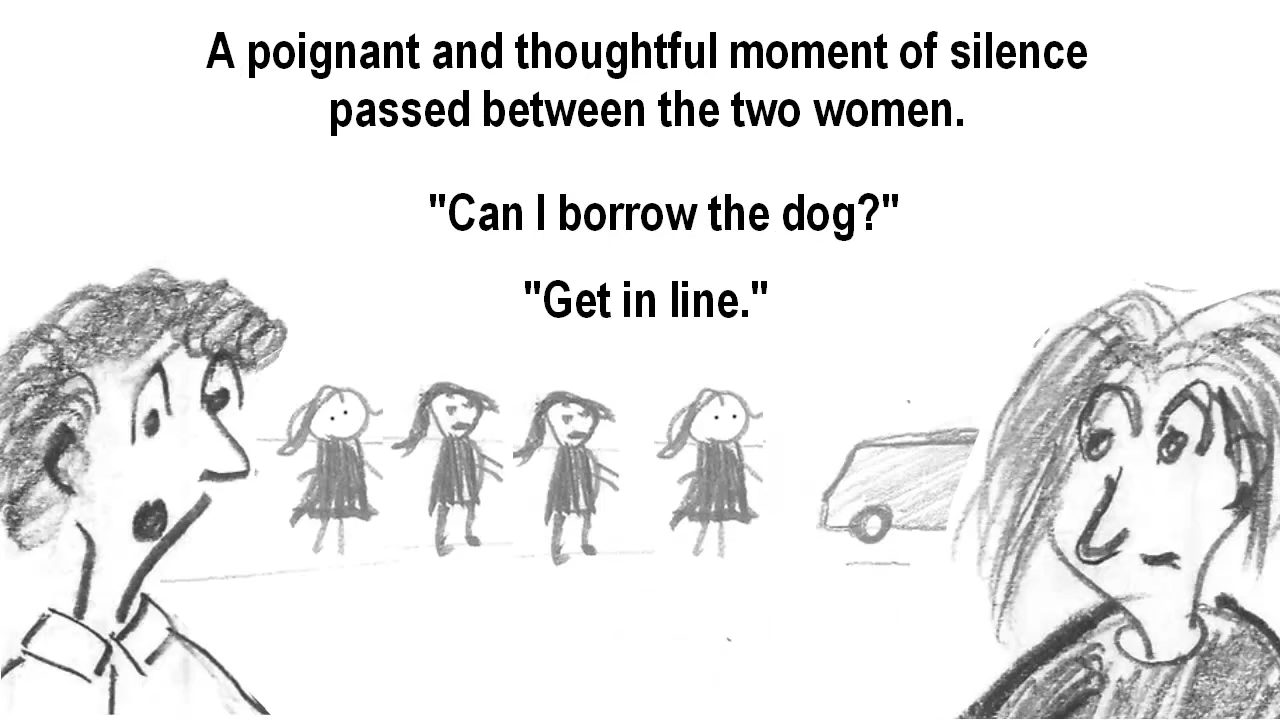 A poignant and thoughtful moment of silence
passed between the two women.
"Can I borrow the dog?"
"Get in line."